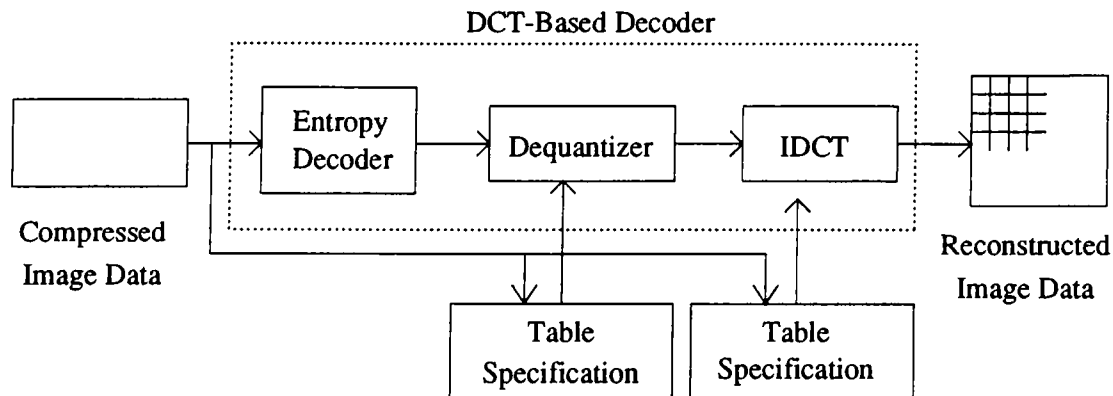 DCT-Based Decoder
Entropy
Decoder
Dequantizer
IDCT
Compressed
Image Data
Reconstructed
Image Data
Table
Specification
Table
Specification